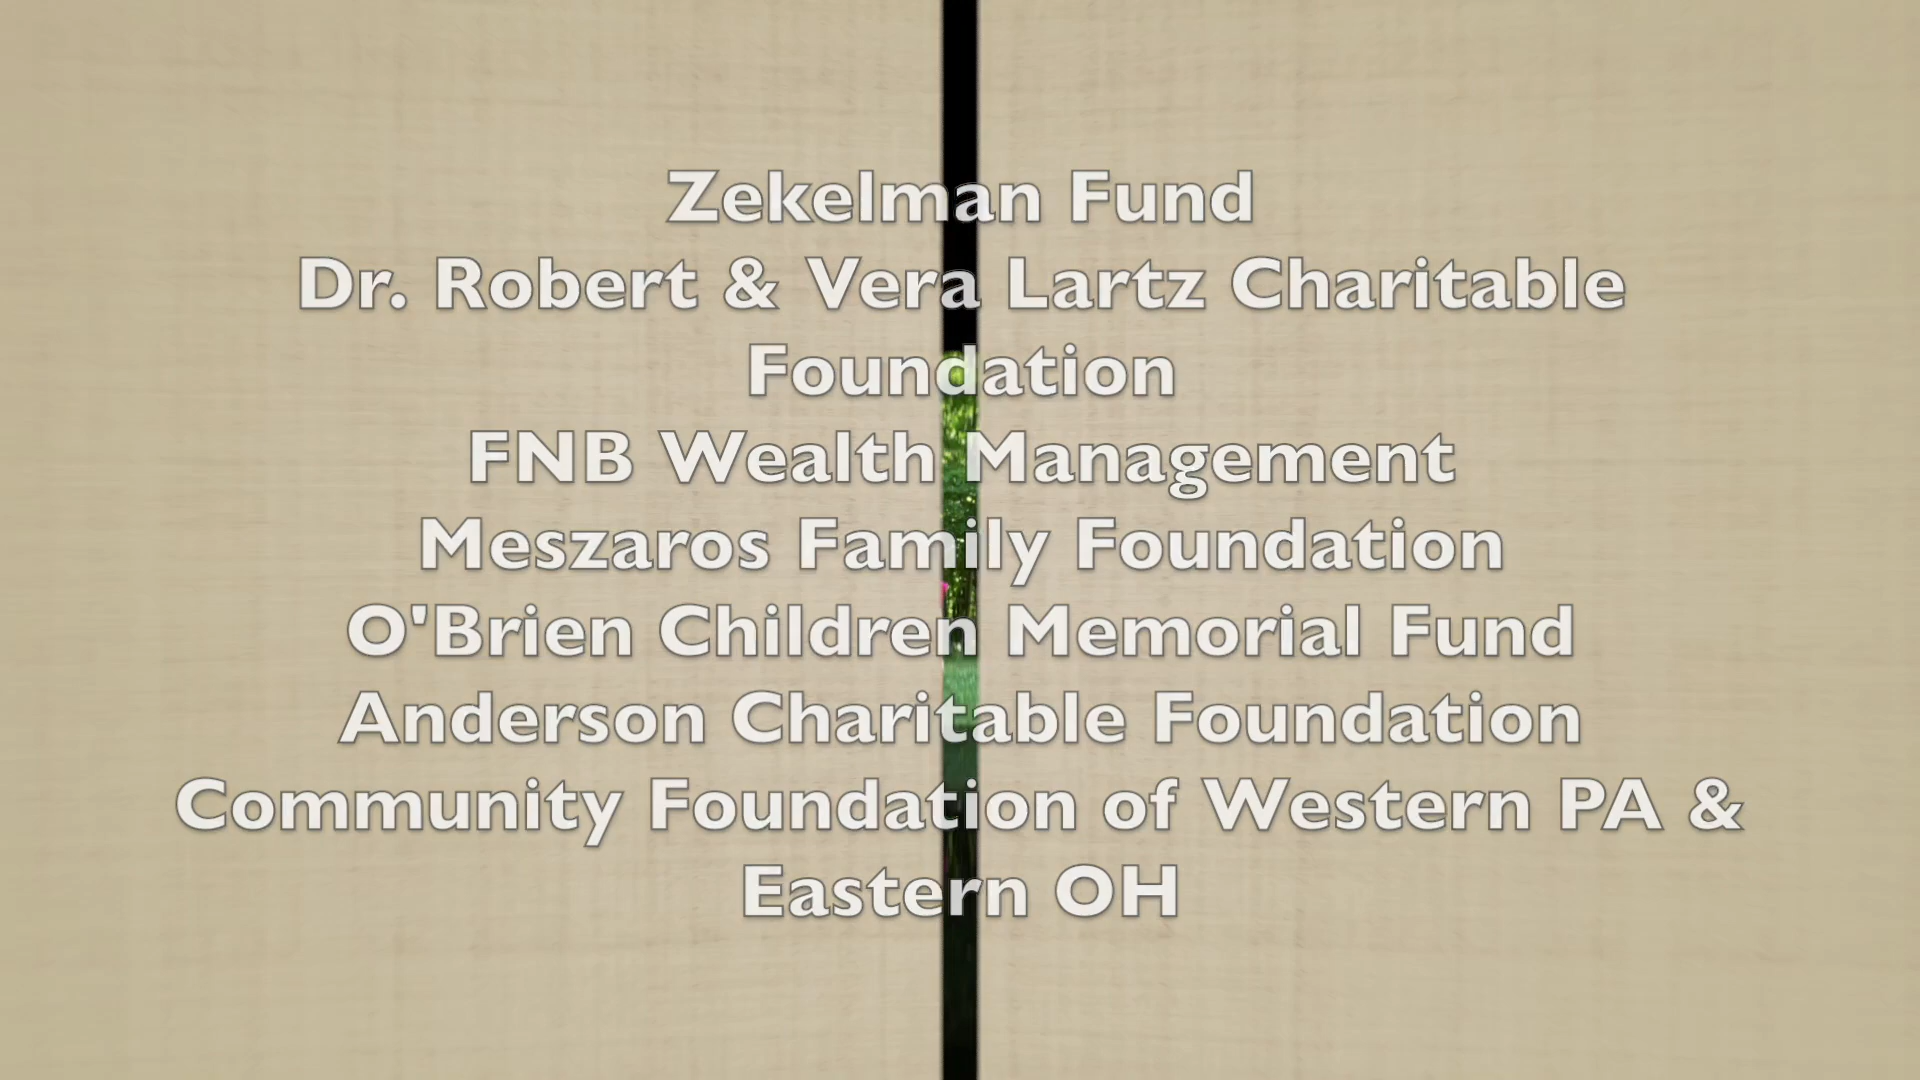 Zekelman Fund
Dr. Robert & Vera Lartz Charitable
Foundation
FNB Wealth Management
Meszaros Family Foundation
O'Brien Children Memorial Fund
Anderson Charitable Foundation
Community Foundation of Western PA &
Eastern OH